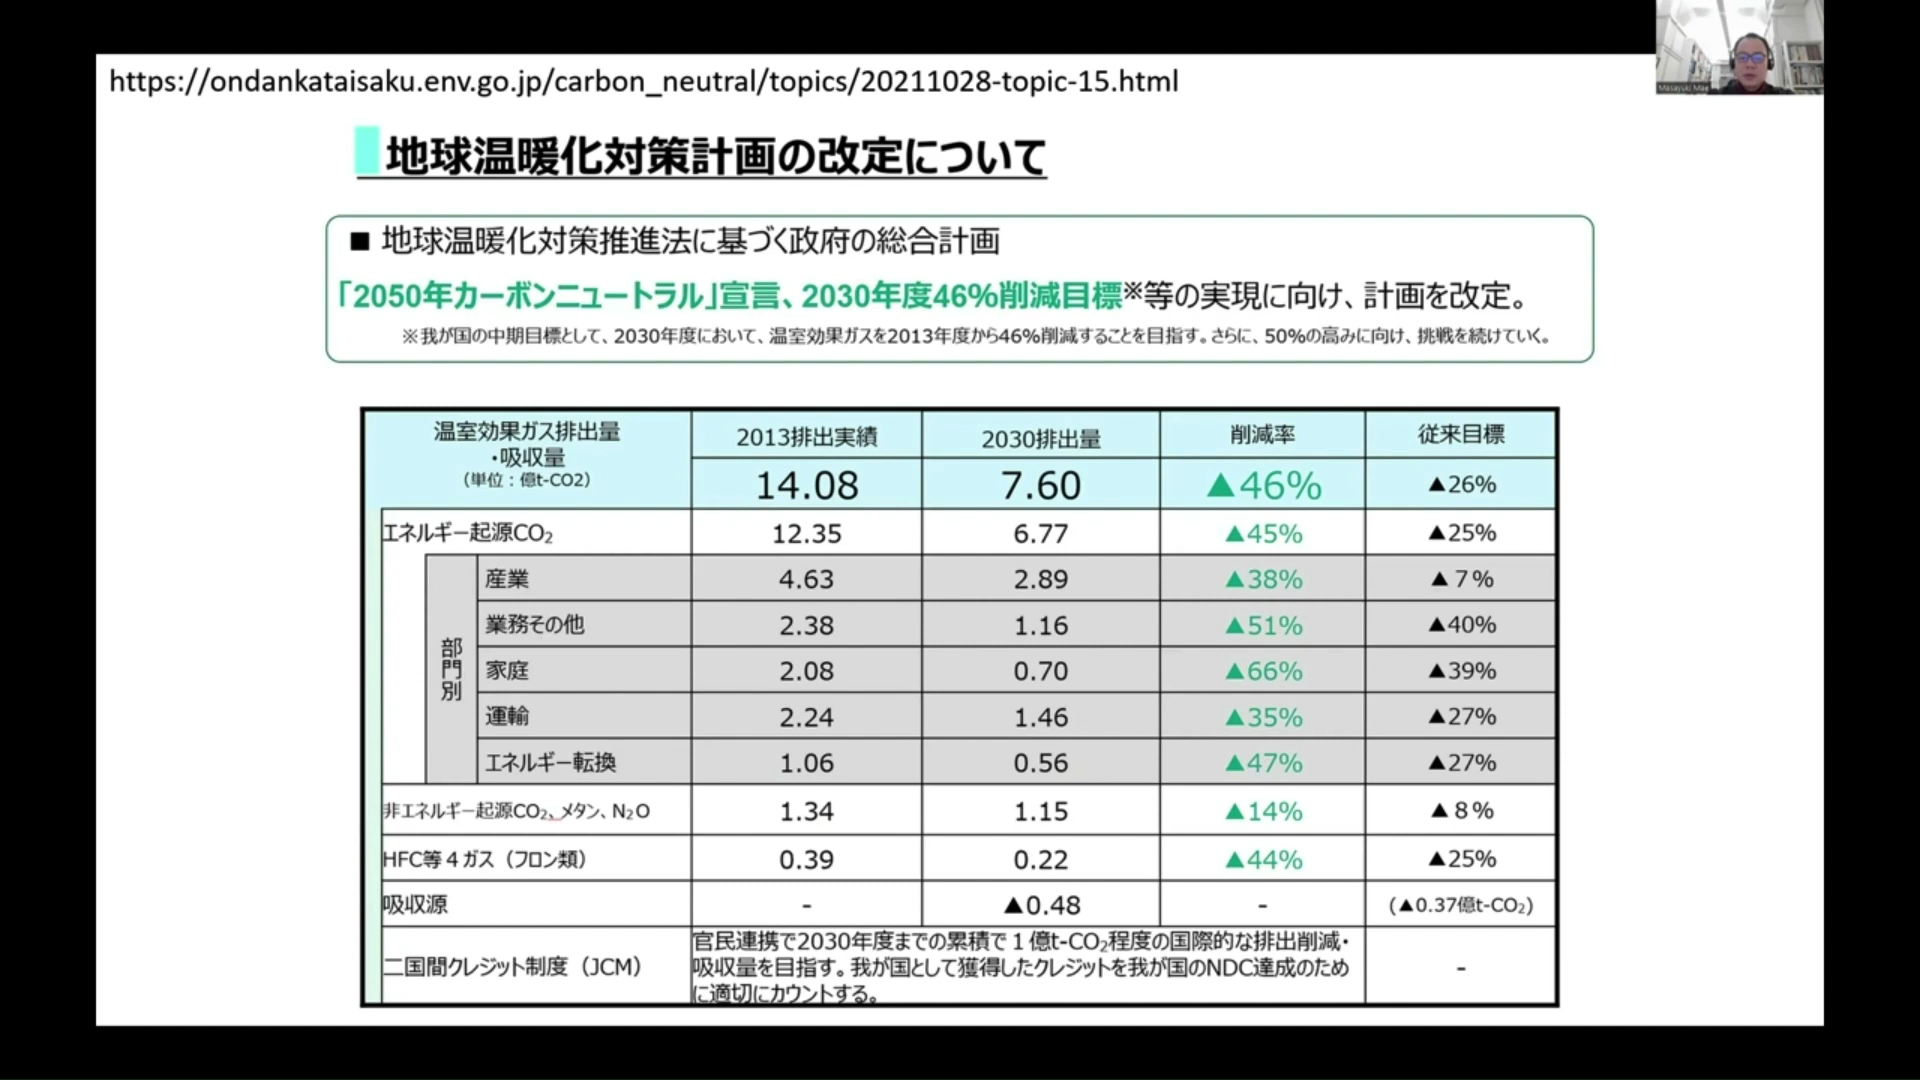 https://ondankataisaku.env.go.jp/carbon_neutral/topics/20211028-topic-15.html
Masayuki Mae
地球温暖化対策計画の改定について
■ 地球温暖化対策推進法に基づく政府の総合計画
「2050年カーボンニュートラル」宣言、2030年度46%削減目標※等の実現に向け、計画を改定。
※我が国の中期目標として、2030年度において、温室効果ガスを2013年度から46%削減することを目指す。さらに、50%の高みに向け、挑戦を続けていく。
温室効果ガス排出量
・吸収量
（単位：億t-CO2）
2013排出実績 2030排出量 削減率 従来目標
14.08 7.60 ▲46% ▲26%
エネルギー起源CO₂ 12.35 6.77 ▲45% ▲25%
部門別
産業 4.63 2.89 ▲38% ▲7%
業務その他 2.38 1.16 ▲51% ▲40%
家庭 2.08 0.70 ▲66% ▲39%
運輸 2.24 1.46 ▲35% ▲27%
エネルギー転換 1.06 0.56 ▲47% ▲27%
非エネルギー起源CO₂、メタン、N₂O 1.34 1.15 ▲14% ▲8%
HFC等４ガス（フロン類） 0.39 0.22 ▲44% ▲25%
吸収源 - ▲0.48 - (▲0.37億t-CO₂)
二国間クレジット制度（JCM）
官民連携で2030年度までの累積で１億t-CO₂程度の国際的な排出削減・
吸収量を目指す。我が国として獲得したクレジットを我が国のNDC達成のため
に適切にカウントする。
-